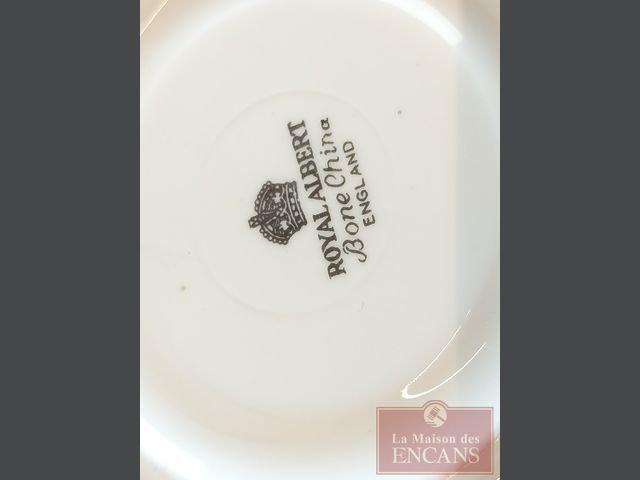 ROYAL ALBERT
Bone China
ENGLAND
La Maison des
ENCANS